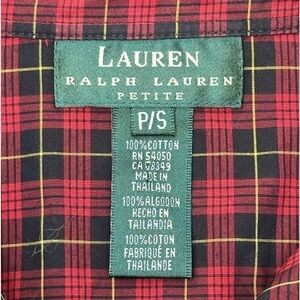 LAUREN
RALPH LAUREN
PETITE
P/S
100%COTTON
RN 54050
CA 08349
MADE IN
THAILAND
100%ALGODON
HECHO EN
TAILANDIA
100%COTON
FABRIQUÉ EN
THAÏLANDE